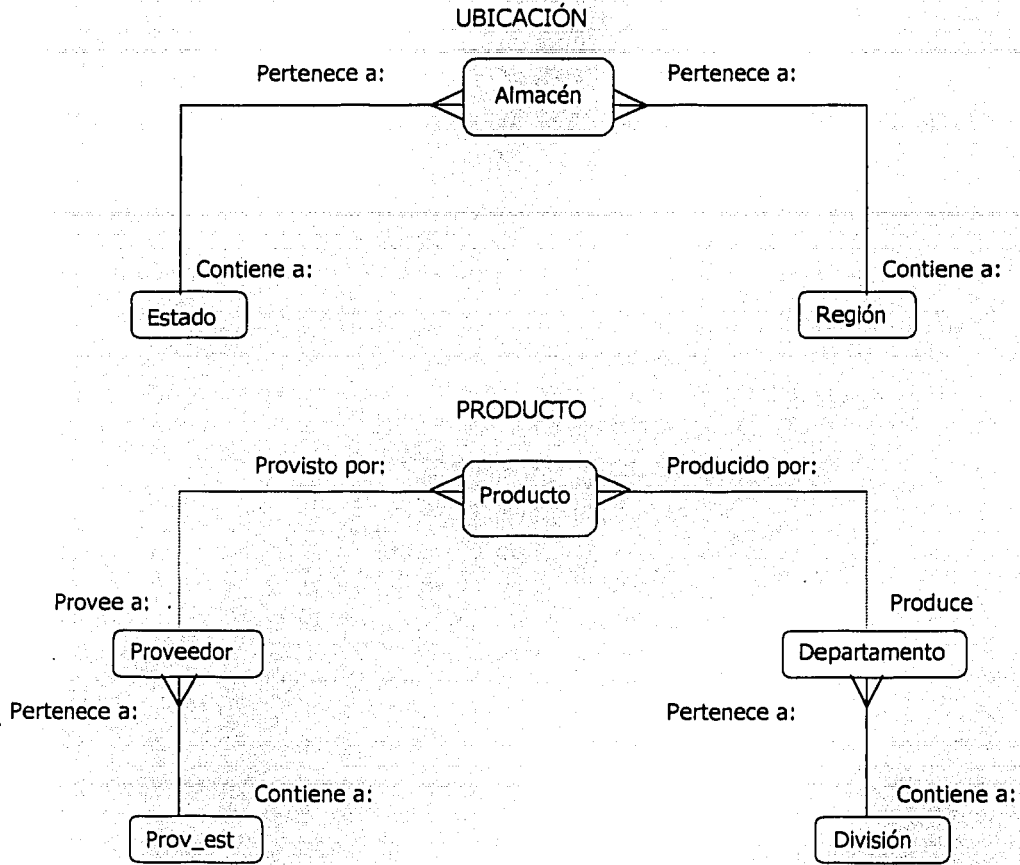 UBICACIÓN
Pertenece a:
Almacén
Pertenece a:
Contiene a:
Contiene a:
Estado
Región
PRODUCTO
Provisto por:
Producto
Producido por:
Provee a:
Produce
Proveedor
Departamento
Pertenece a:
Pertenece a:
Contiene a:
Contiene a:
Prov_est
División